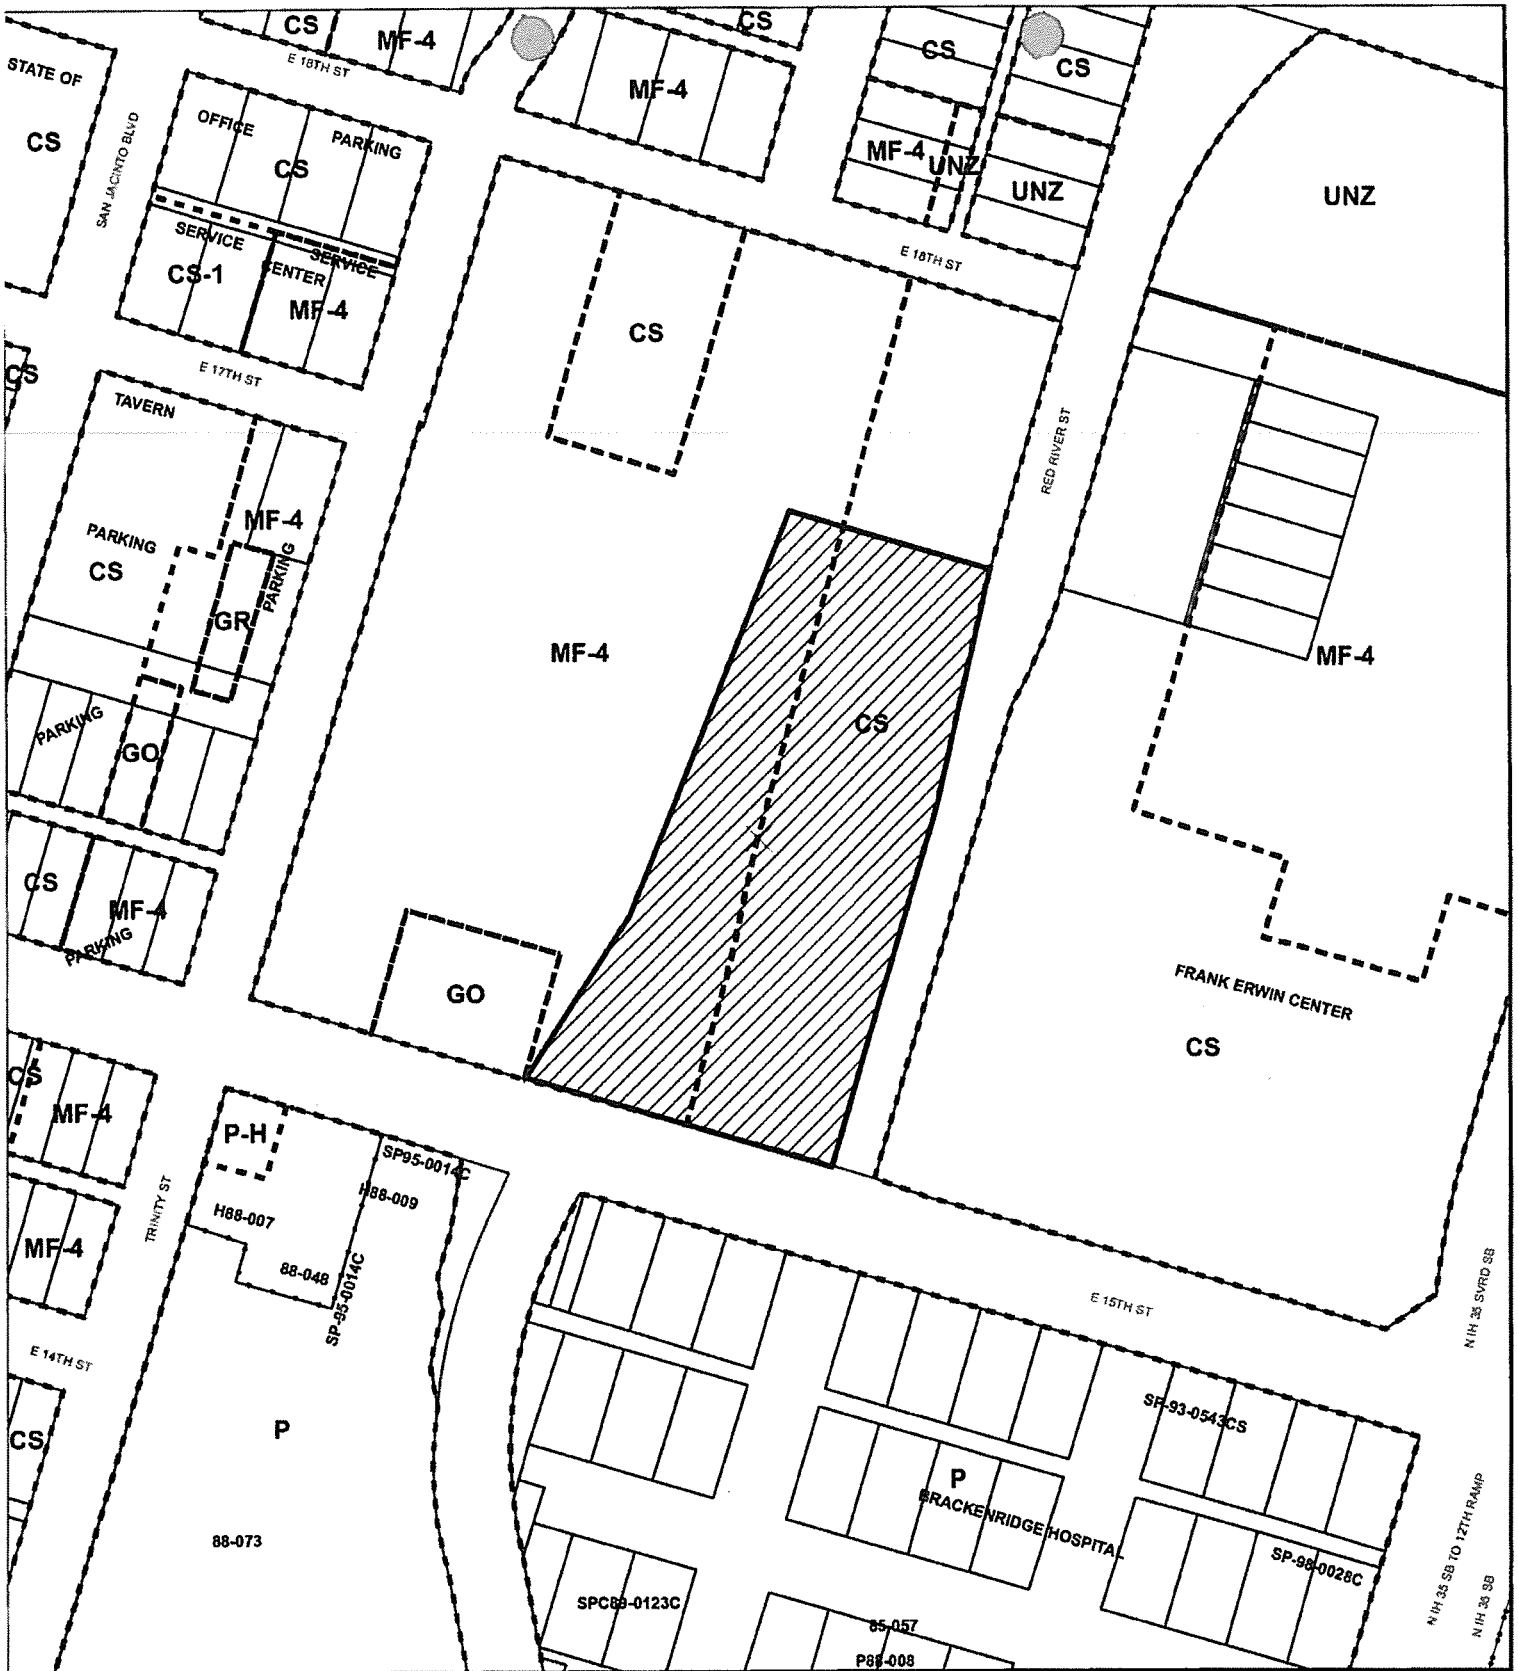 CS
MF-4
CS
E 18TH ST
STATE OF
CS
SAN JACINTO BLVD
OFFICE
PARKING
CS
MF-4
CS
CS
MF-4
UNZ
UNZ
UNZ
SERVICE
SERVICE
CENTER
CS-1
MF-4
E 18TH ST
CS
CS
E 17TH ST
TAVERN
RED RIVER ST
MF-4
PARKING
CS
PARKING
GR
MF-4
MF-4
CS
PARKING
GO
CS
MF-4
PARKING
GO
FRANK ERWIN CENTER
CS
CS
MF-4
P-H
SP95-0014C
H88-009
H88-007
TRINITY ST
MF-4
88-048
SP-95-0014C
E 15TH ST
N IH 35 SVRD SB
E 14TH ST
CS
P
SP-93-0543CS
P
BRACKENRIDGE HOSPITAL
88-073
SP-98-0028C
N IH 35 SB TO 12TH RAMP
N IH 35 SB
SPC89-0123C
85-057
P88-008